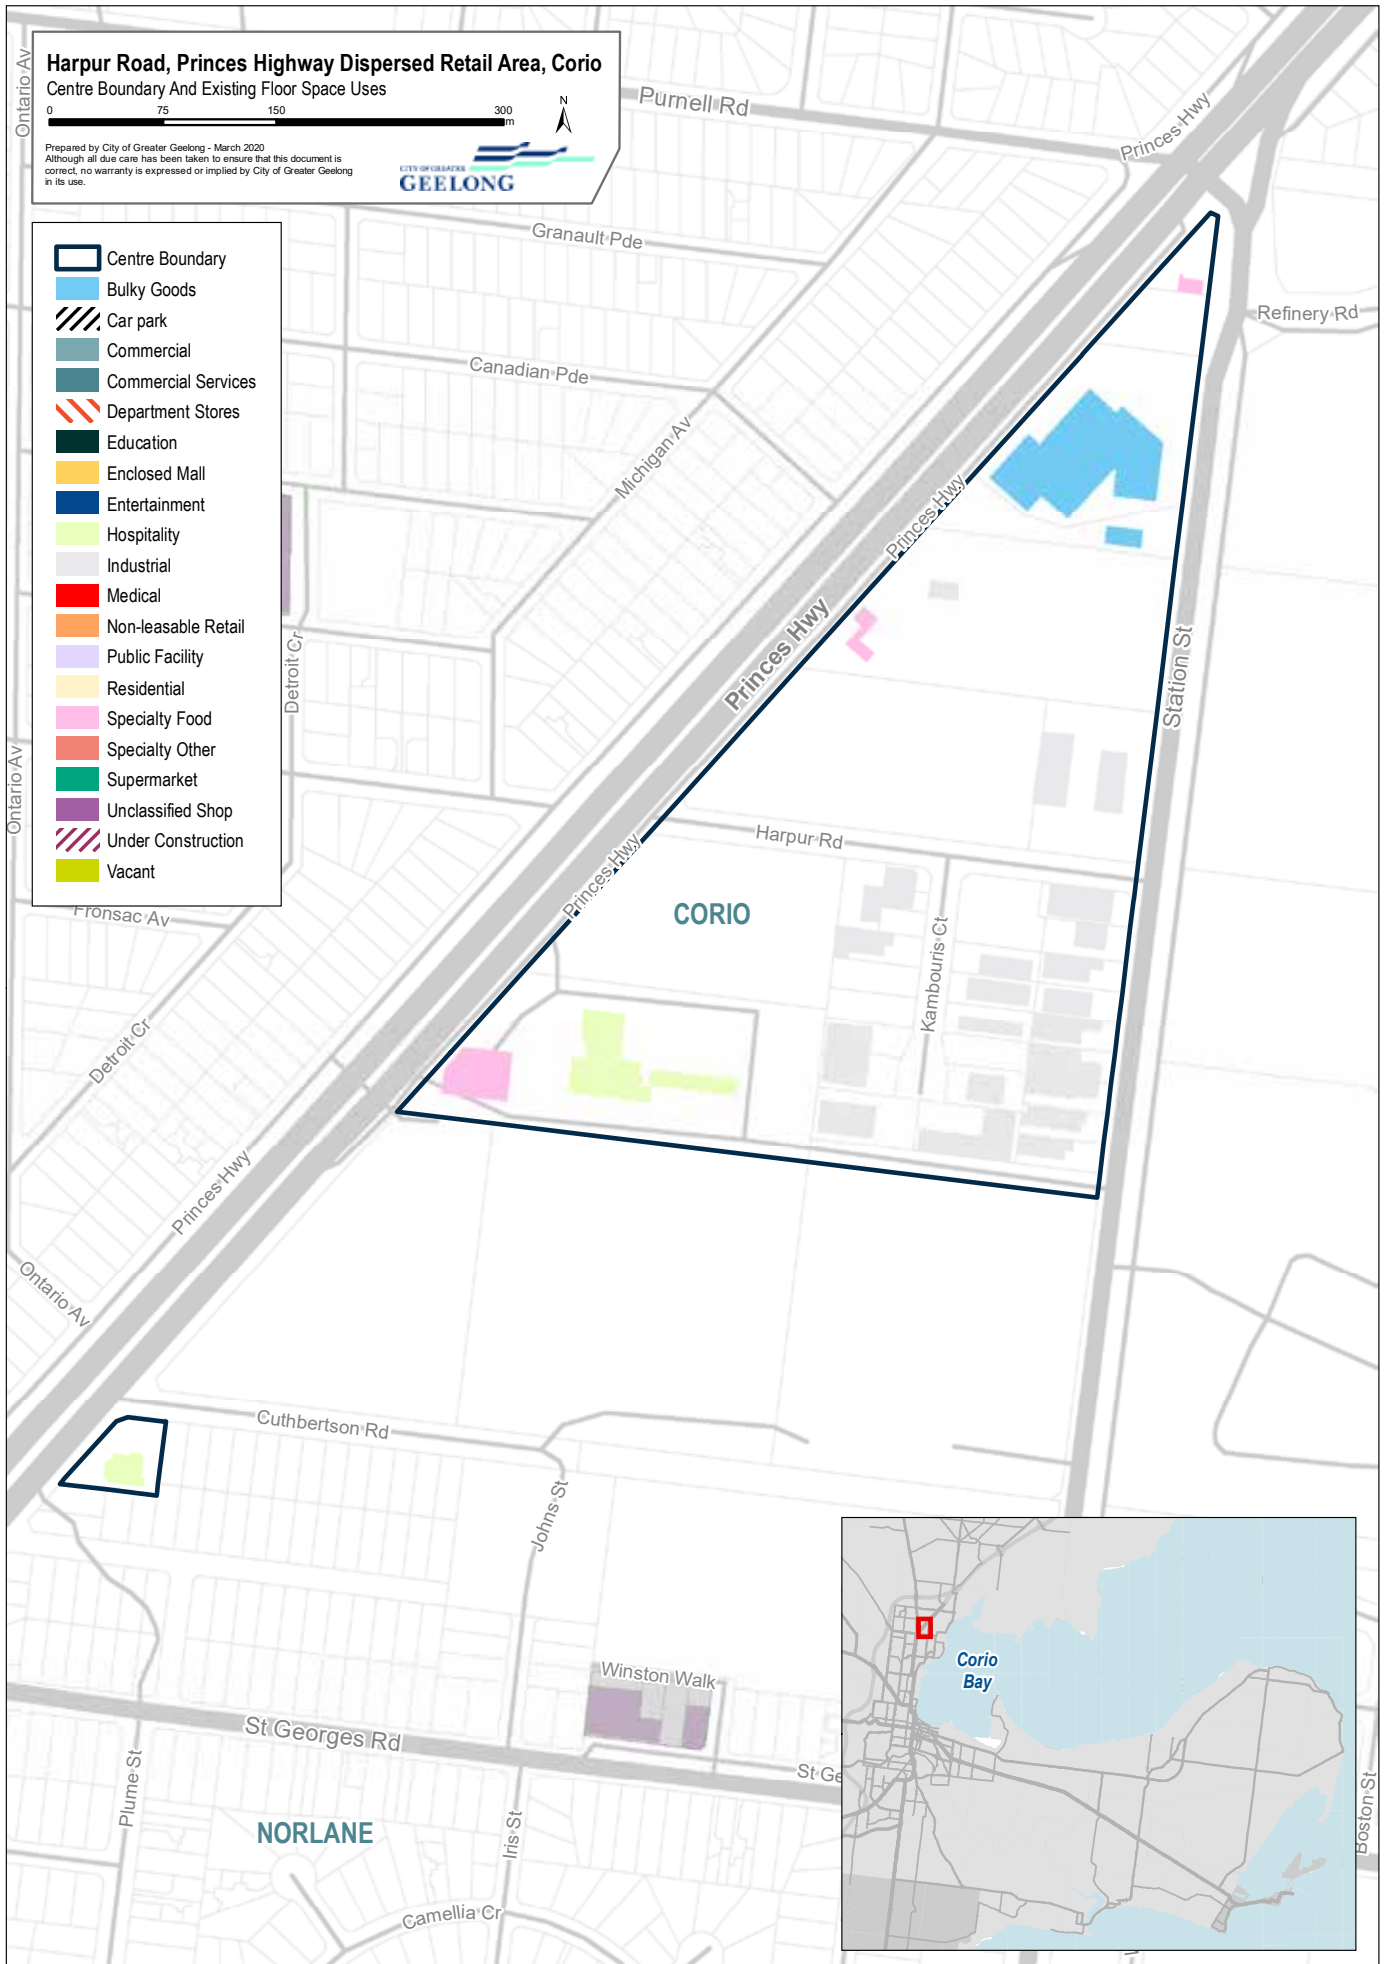 Harpur Road, Princes Highway Dispersed Retail Area, Corio
Centre Boundary And Existing Floor Space Uses
0 75 150 300
m
N
Prepared by City of Greater Geelong - March 2020
Although all due care has been taken to ensure that this document is
correct, no warranty is expressed or implied by City of Greater Geelong
in its use.
CITY OF GREATER
GEELONG
Centre Boundary
Bulky Goods
Car park
Commercial
Commercial Services
Department Stores
Education
Enclosed Mall
Entertainment
Hospitality
Industrial
Medical
Non-leasable Retail
Public Facility
Residential
Specialty Food
Specialty Other
Supermarket
Unclassified Shop
Under Construction
Vacant
Ontario Av
Purnell Rd
Princes Hwy
Granault Pde
Refinery Rd
Canadian Pde
Michigan Av
Princes Hwy
Princes Hwy
Station St
Detroit Cr
Ontario Av
Harpur Rd
Princes Hwy
CORIO
Fronsac Av
Kambouris Ct
Detroit Cr
Princes Hwy
Ontario Av
Cuthbertson Rd
Johns St
Winston Walk
St Georges Rd
St Ge
Plume St
Iris St
NORLANE
Camellia Cr
Boston St
Corio
Bay